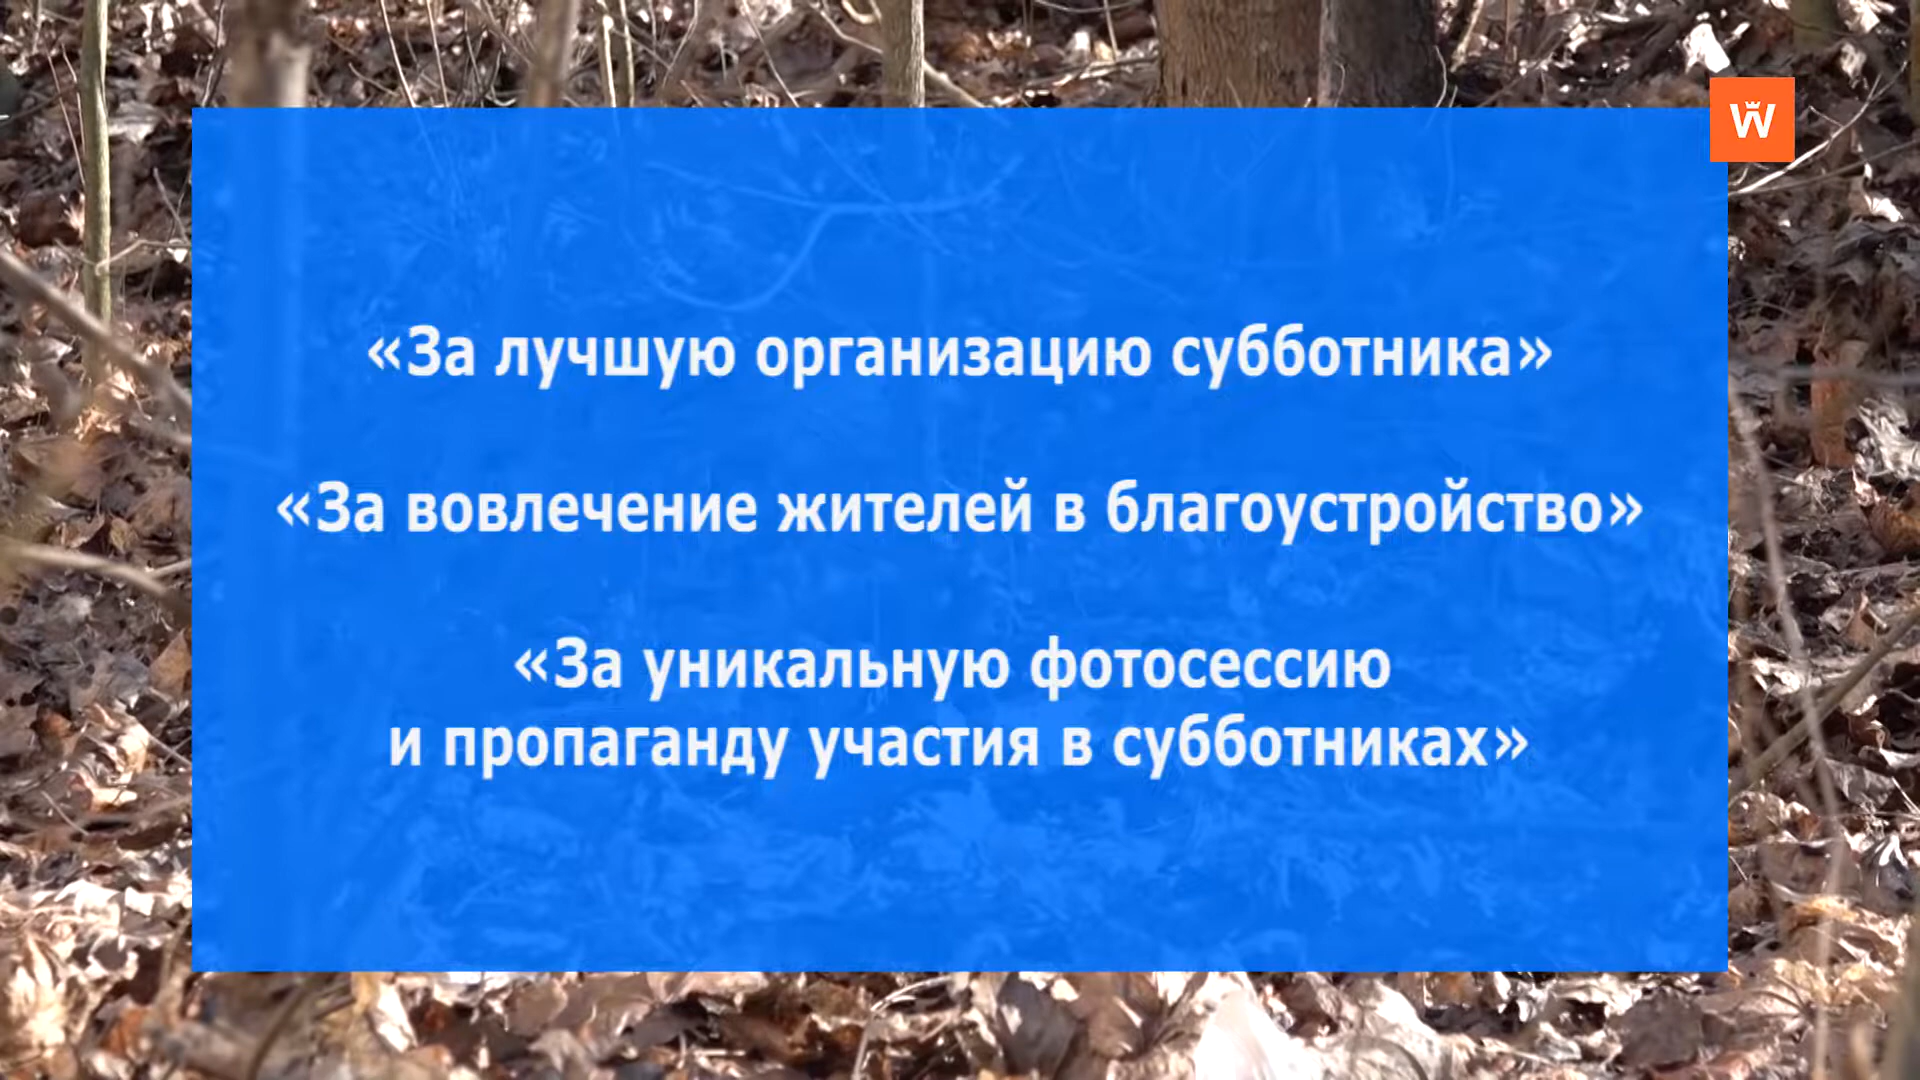 W
«За лучшую организацию субботника»
«За вовлечение жителей в благоустройство»
«За уникальную фотосессию
и пропаганду участия в субботниках»